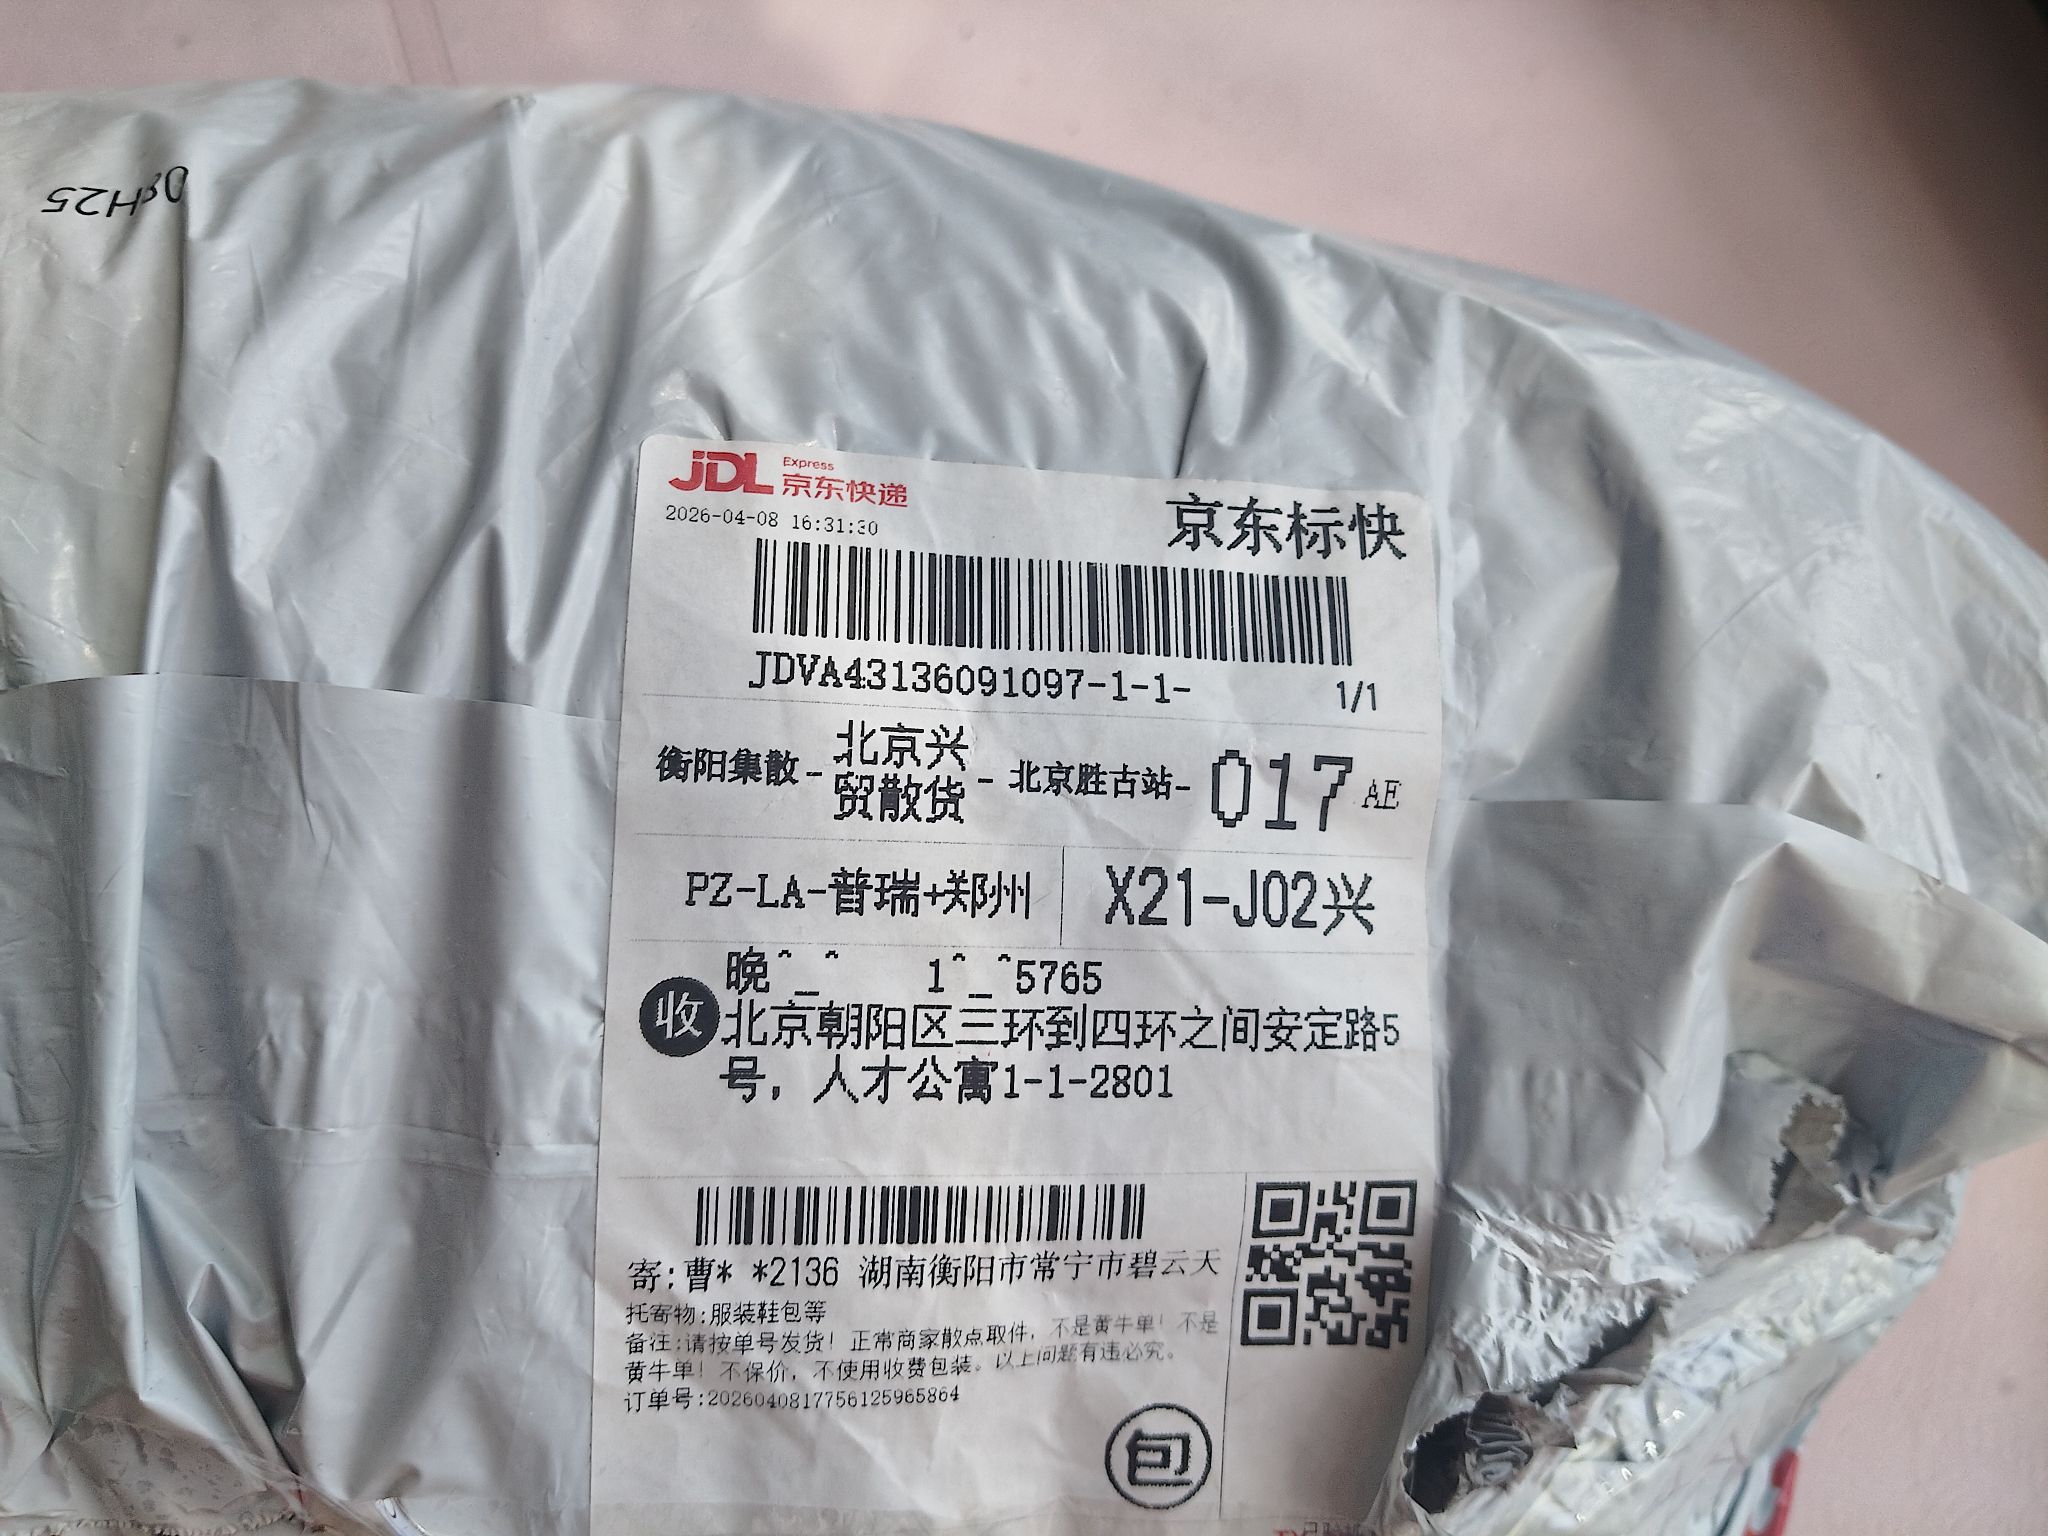 JDL Express 京东快递
2026-04-08 16:31:30
京东标快
JDVA43136091097-1-1-
1/1
衡阳集散-北京兴贸散货-北京胜古站-017 AE
PZ-LA-普瑞+郑州
X21-J02兴
晚^_^ 1^_^5765
收
北京朝阳区三环到四环之间安定路5
号，人才公寓1-1-2801
寄:曹* *2136 湖南衡阳市常宁市碧云天
托寄物:服装鞋包等
备注:请按单号发货！正常商家散点取件，不是黄牛单！不是
黄牛单！不保价，不使用收费包装。以上问题有违必究。
订单号:2026040817756125965864
包